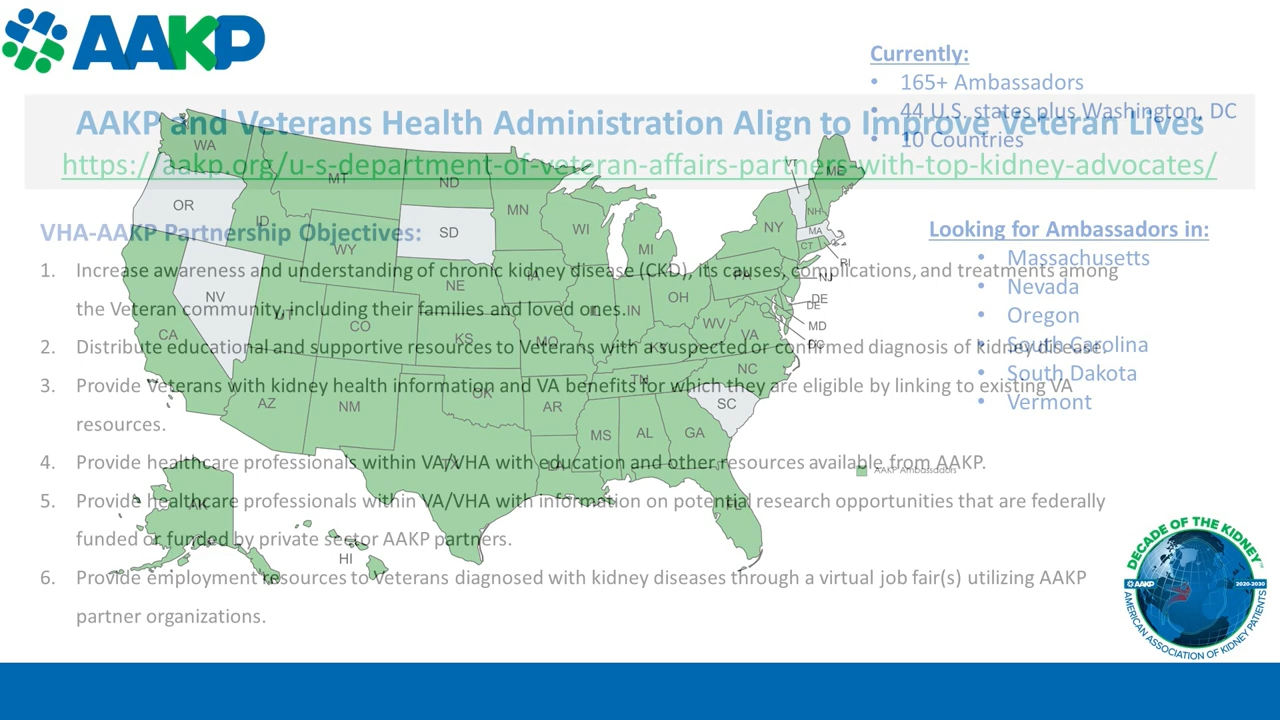 AAKP
Currently:
• 165+ Ambassadors
• 44 U.S. states plus Washington, DC
• 10 Countries
AAKP and Veterans Health Administration Align to Improve Veteran Lives
https://aakp.org/u-s-department-of-veteran-affairs-partners-with-top-kidney-advocates/
VHA-AAKP Partnership Objectives:
1. Increase awareness and understanding of chronic kidney disease (CKD), its causes, complications, and treatments among
the Veteran community, including their families and loved ones.
2. Distribute educational and supportive resources to Veterans with a suspected or confirmed diagnosis of kidney disease.
3. Provide Veterans with kidney health information and VA benefits for which they are eligible by linking to existing VA
resources.
4. Provide healthcare professionals within VA/VHA with education and other resources available from AAKP.
5. Provide healthcare professionals within VA/VHA with information on potential research opportunities that are federally
funded or funded by private sector AAKP partners.
6. Provide employment resources to Veterans diagnosed with kidney diseases through a virtual job fair(s) utilizing AAKP
partner organizations.
Looking for Ambassadors in:
• Massachusetts
• Nevada
• Oregon
• South Carolina
• South Dakota
• Vermont
WA
MT
ND
MN
OR
ID
SD
WY
WI
MI
NY
VT
ME
NH
MA
CT
RI
NV
UT
NE
IA
PA
NJ
CA
CO
KS
MO
IL
IN
OH
WV
VA
KY
DE
DE
MD
DC
AZ
NM
OK
AR
TN
NC
SC
MS
AL
GA
TX
LA
FL
AK
HI
AAKP Ambassadors
DECADE OF THE KIDNEY™
AAKP
2020-2030
AMERICAN ASSOCIATION OF KIDNEY PATIENTS